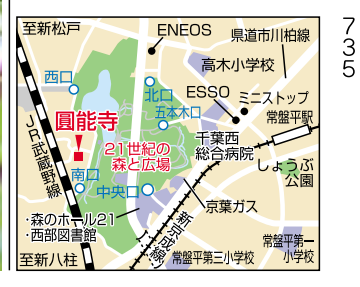 至新松戸
ENEOS
県道市川柏線
高木小学校
西口
北口
ESSO
ミニストップ
五本木口
常盤平駅
圓能寺
千葉西
総合病院
21世紀の
森と広場
しょうぶ
公園
JR武蔵野線
南口
中央口
京葉ガス
・森のホール21
・西部図書館
新京成線
常盤平第一
小学校
至新八柱
常盤平第三小学校
735